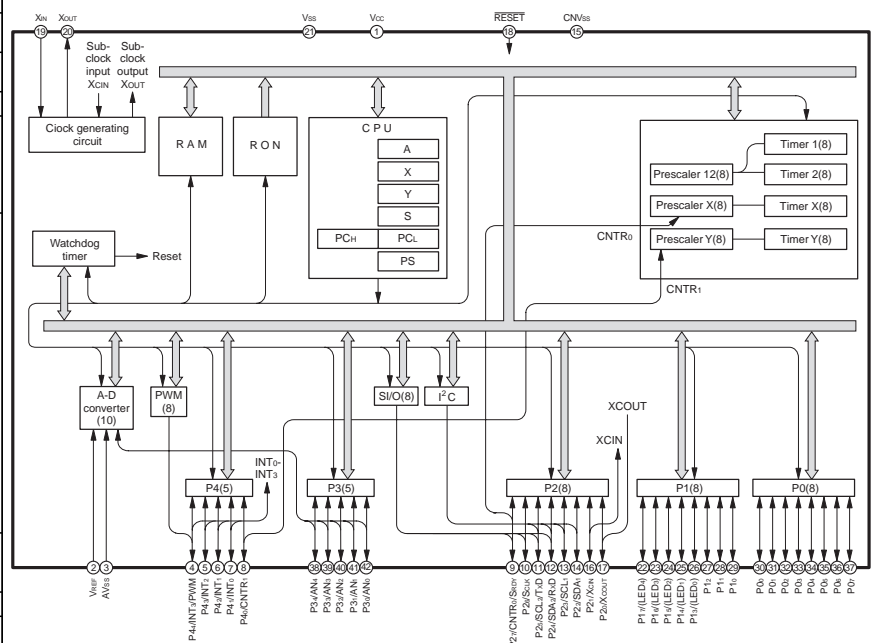 XIN XOUT VSS VCC RESET CNVSS
19 20 21 1 18 15
Sub-clock input XCIN
Sub-clock output XOUT
Clock generating circuit
R A M
R O N
C P U
A
X
Y
S
PCH PCL
PS
Timer 1(8)
Prescaler 12(8) Timer 2(8)
Prescaler X(8) Timer X(8)
Prescaler Y(8) Timer Y(8)
CNTR0
CNTR1
Watchdog timer
Reset
A-D converter (10)
PWM (8)
SI/O(8)
I2C
XCOUT
XCIN
INT0-INT3
P4(5) P3(5) P2(8) P1(8) P0(8)
2 3 4 5 6 7 8 38 39 40 41 42 9 10 11 12 13 14 16 17 22 23 24 25 26 27 28 29 30 31 32 33 34 35 36 37
VREF
AVSS
P44/INT3/PWM
P43/INT2
P42/INT1
P41/INT0
P40/CNTR1
P34/AN4
P33/AN3
P32/AN2
P31/AN1
P30/AN0
P27/CNTR0/SRDY
P26/SCLK
P25/SCL2/TxD
P24/SDA2/RxD
P23/SCL1
P22/SDA1
P21/XCIN
P20/XCOUT
P17/(LED4)
P16/(LED3)
P15/(LED2)
P14/(LED1)
P13/(LED0)
P12
P11
P10
P00
P01
P02
P03
P04
P05
P06
P07